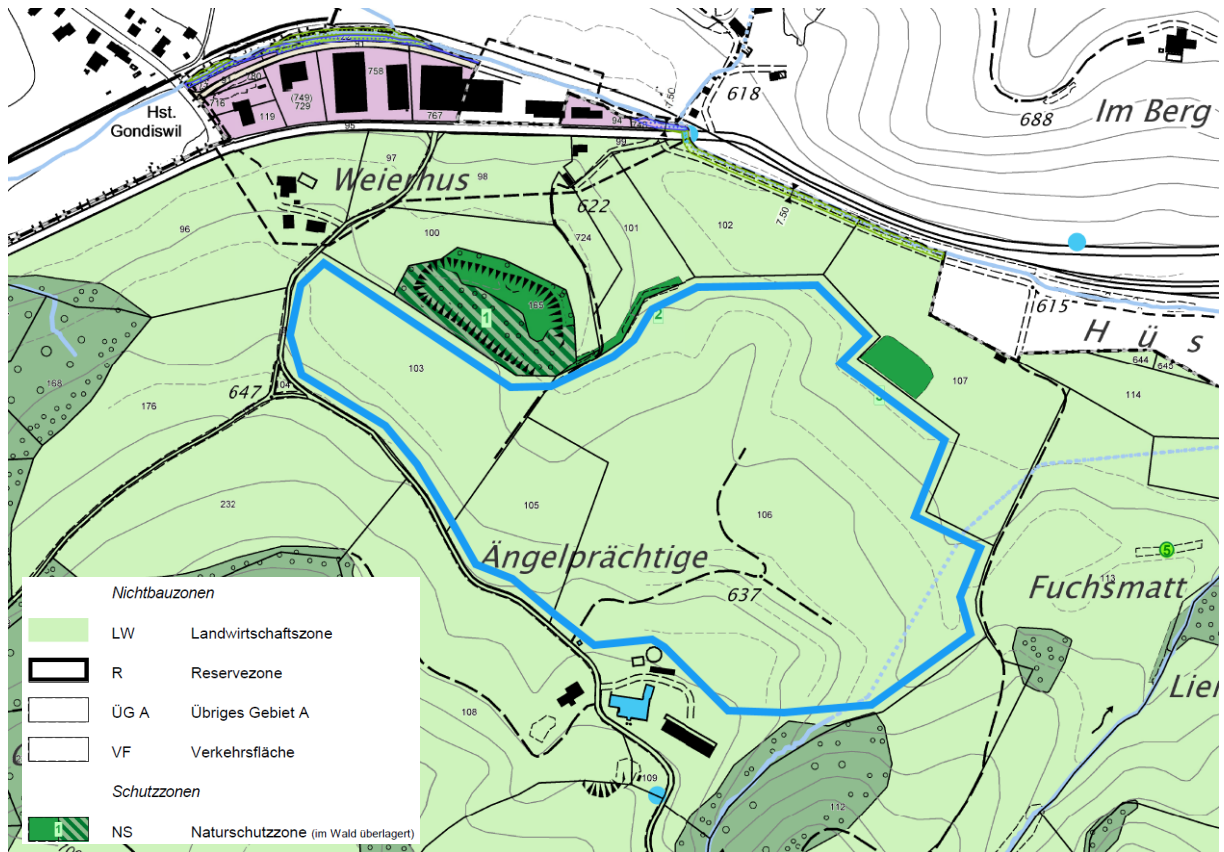 758
780
716
(749)
729
119
767
94
7.50
618
688
Im Berg
Hst.
Gondiswil
95
97
98
99
Weierhus
622
96
100
724
101
102
7.50
165
1
2
615
H ü s
103
104
647
107
644
645
114
168
176
232
105
106
Ängelprächtige
637
5
113
Fuchsmatt
Lie
108
109
112
Nichtbauzonen
LW Landwirtschaftszone
R Reservezone
ÜG A Übriges Gebiet A
VF Verkehrsfläche
Schutzzonen
1 NS Naturschutzzone (im Wald überlagert)